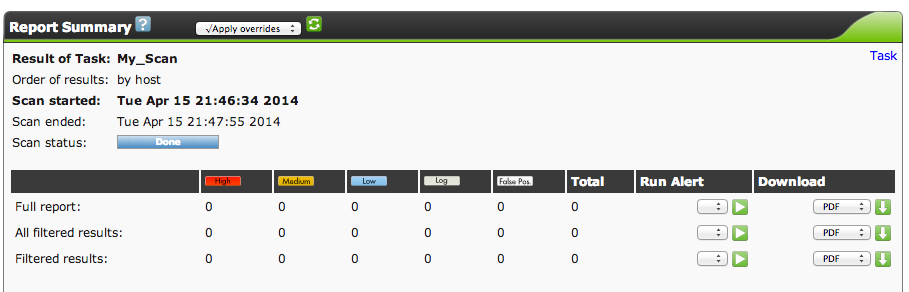 Report Summary ?
√Apply overrides
Result of Task: My_Scan
Task
Order of results: by host
Scan started: Tue Apr 15 21:46:34 2014
Scan ended: Tue Apr 15 21:47:55 2014
Scan status: Done
High Medium Low Log False Pos. Total Run Alert Download
Full report: 0 0 0 0 0 0 PDF
All filtered results: 0 0 0 0 0 0 PDF
Filtered results: 0 0 0 0 0 0 PDF